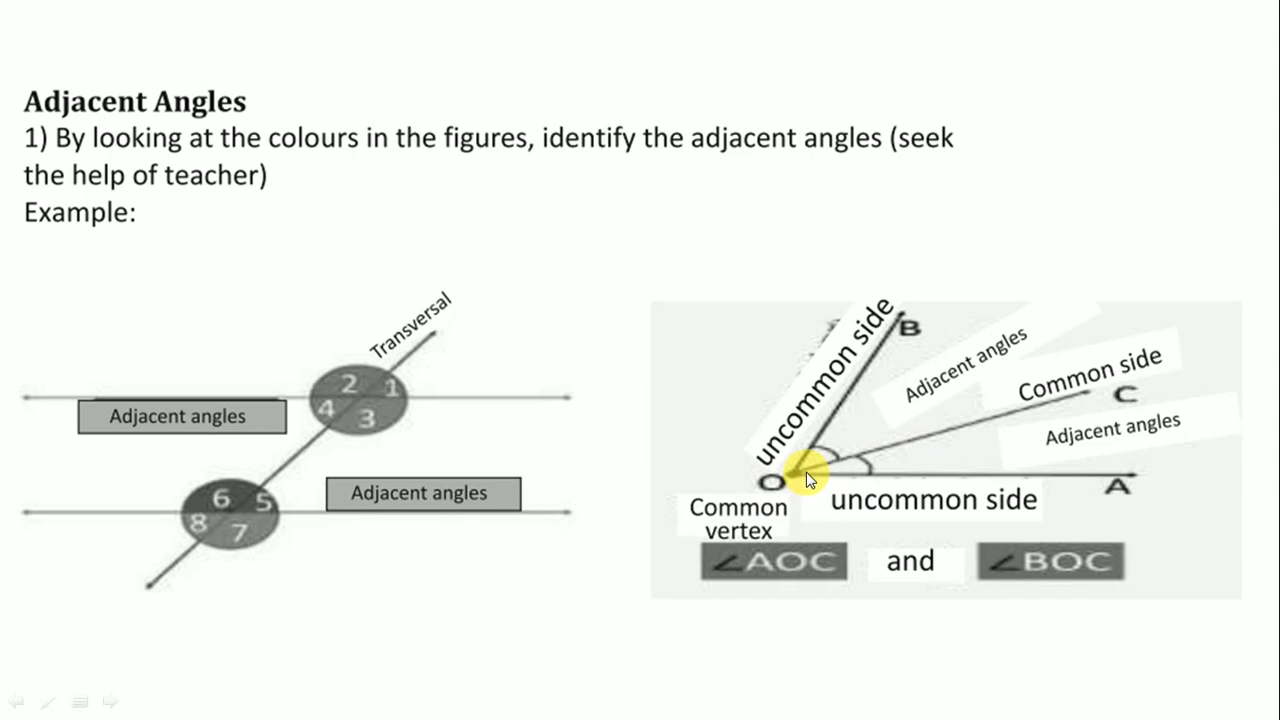 Adjacent Angles
1) By looking at the colours in the figures, identify the adjacent angles (seek
the help of teacher)
Example:
Transversal
2 1
4 3
Adjacent angles
6 5
8 7
Adjacent angles
uncommon side
B
Adjacent angles
Common side
C
Adjacent angles
O
A
uncommon side
Common
vertex
∠AOC and ∠BOC